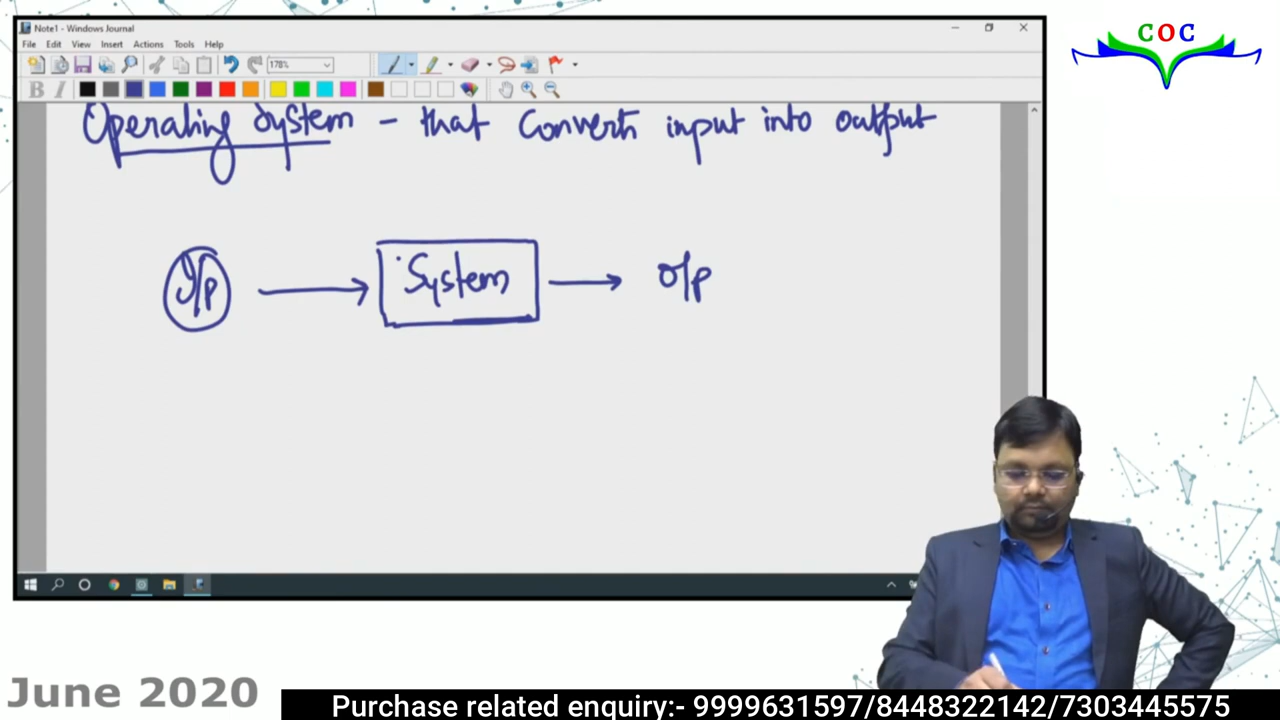 Note1 - Windows Journal
File Edit View Insert Actions Tools Help
178%
B I
Operating System - that Convert input into output
I/p
System
O/p
COC
June 2020
Purchase related enquiry:- 9999631597/8448322142/7303445575